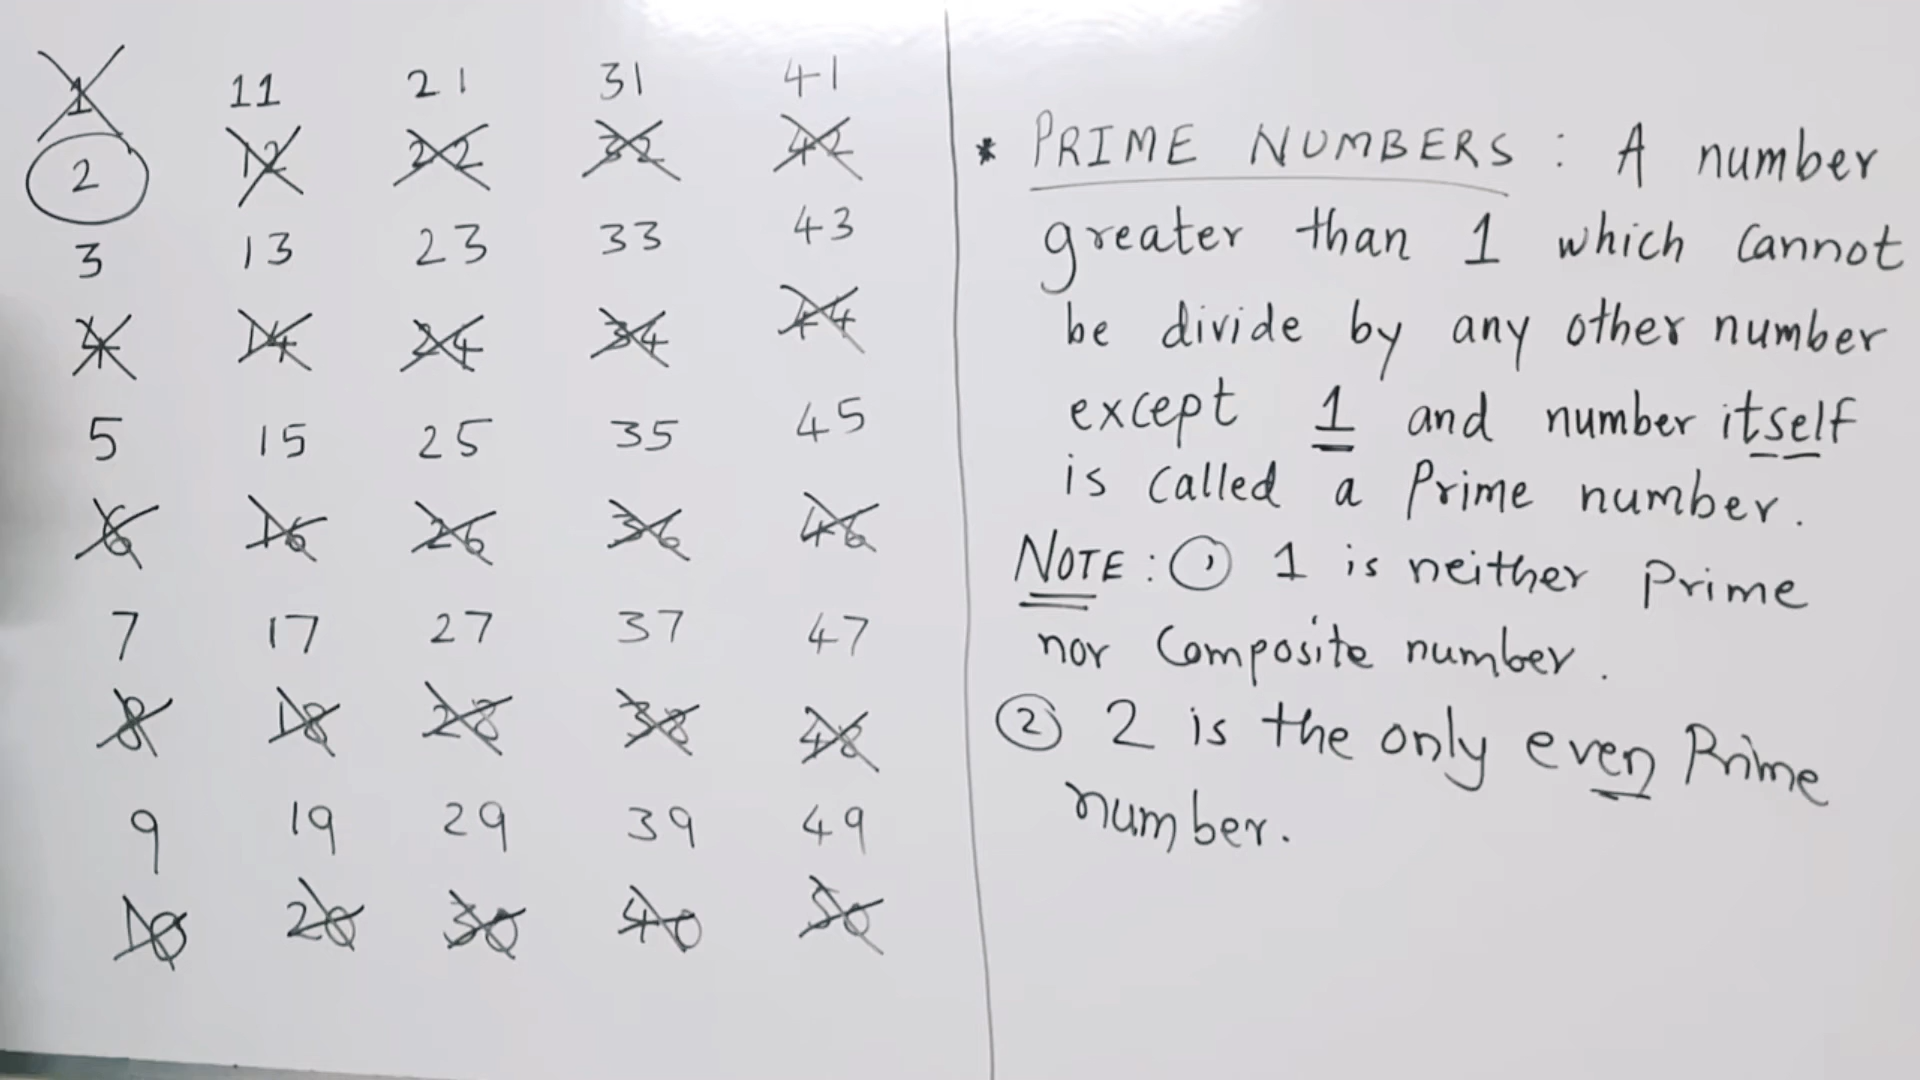 1 11 21 31 41
2 12 22 32 42
3 13 23 33 43
4 14 24 34 44
5 15 25 35 45
6 16 26 36 46
7 17 27 37 47
8 18 28 38 48
9 19 29 39 49
10 20 30 40 50
* PRIME NUMBERS : A number
greater than 1 which cannot
be divide by any other number
except 1 and number itself
is called a Prime number.
NOTE : 1 1 is neither Prime
nor Composite number.
2 2 is the only even Prime
number.